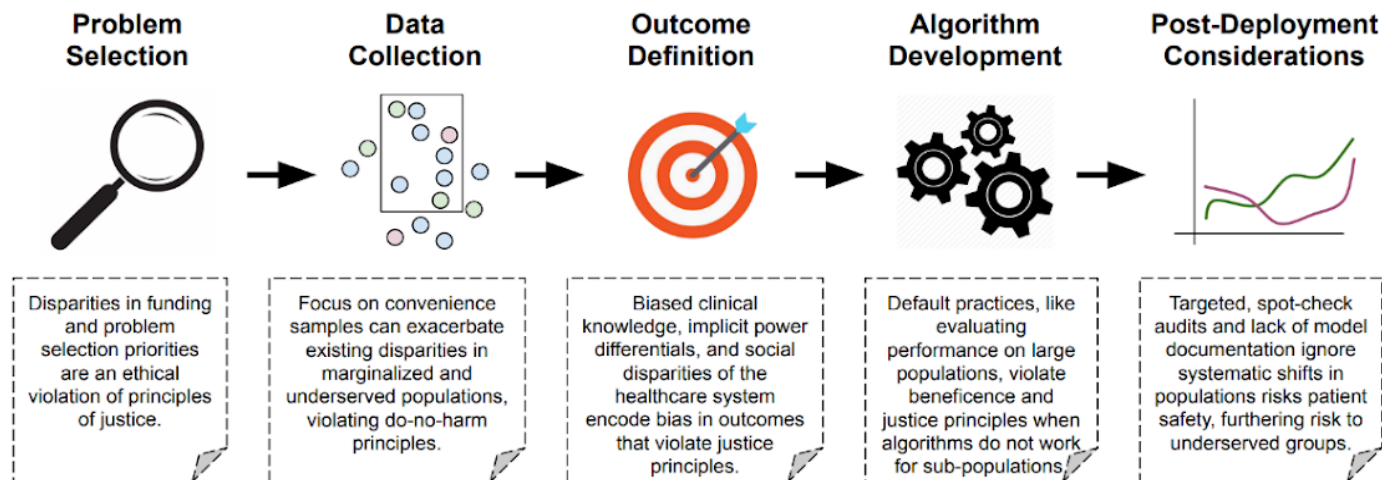 Problem
Selection
Data
Collection
Outcome
Definition
Algorithm
Development
Post-Deployment
Considerations
Disparities in funding
and problem
selection priorities
are an ethical
violation of principles
of justice.
Focus on convenience
samples can exacerbate
existing disparities in
marginalized and
underserved populations,
violating do-no-harm
principles.
Biased clinical
knowledge, implicit power
differentials, and social
disparities of the
healthcare system
encode bias in outcomes
that violate justice
principles.
Default practices, like
evaluating
performance on large
populations, violate
beneficence and
justice principles when
algorithms do not work
for sub-populations.
Targeted, spot-check
audits and lack of model
documentation ignore
systematic shifts in
populations risks patient
safety, furthering risk to
underserved groups.